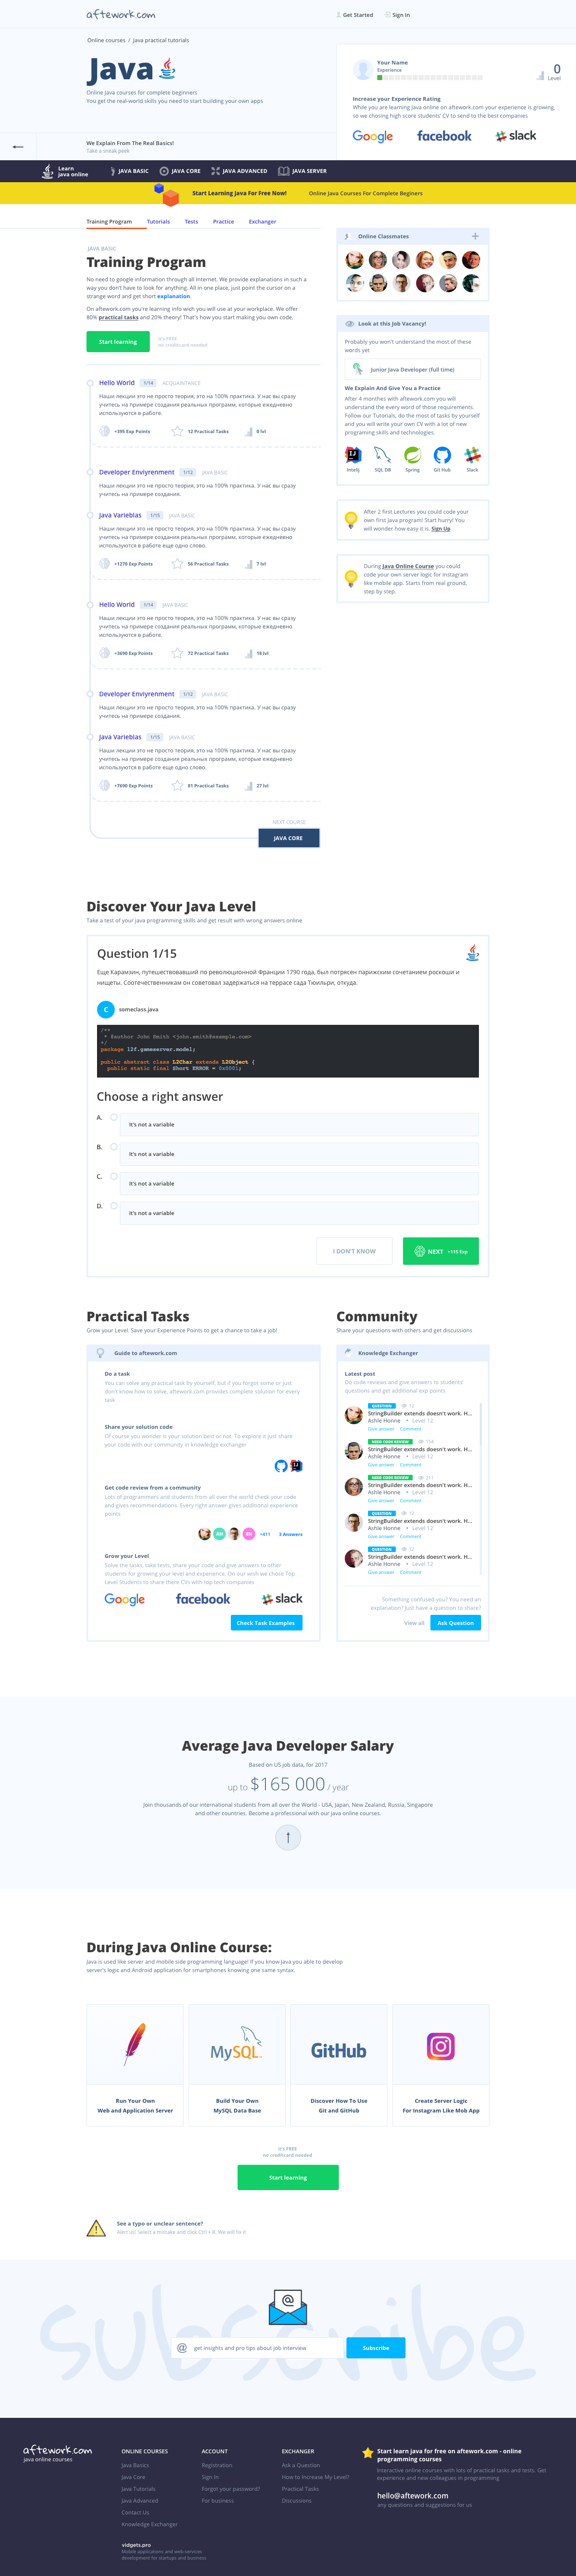 aftework.com
Get Started
Sign In
Online courses / Java practical tutorials
Java
Online Java courses for complete beginners
You get the real-world skills you need to start building your own apps
Your Name
Experience
0
Level
Increase your Experience Rating
While you are learning Java online on aftework.com your experience is growing,
so we choosing high score students' CV to send to the best companies
Google
facebook
slack
We Explain From The Real Basics!
Take a sneak peek
Learn
java online
JAVA BASIC
JAVA CORE
JAVA ADVANCED
JAVA SERVER
Start Learning Java For Free Now!
Online Java Courses For Complete Beginers
Training Program
Tutorials
Tests
Practice
Exchanger
JAVA BASIC
Training Program
No need to google information through all Internet. We provide explanations in such a
way you don't have to look for anything. All in one place, just point the cursor on a
strange word and get short explanation.
On aftework.com you're learning info wich you will use at your workplace. We offer
80% practical tasks and 20% theory! That's how you start making you own code.
Start learning
It's FREE
no creditcard needed
Hello World 1/14 ACQUAINTANCE
Наши лекции это не просто теория, это на 100% практика. У нас вы сразу
учитесь на примере создания реальных программ, которые ежедневно
используются в работе.
+395 Exp Points
12 Practical Tasks
0 lvl
Developer Enviyrenment 1/12 JAVA BASIC
Наши лекции это не просто теория, это на 100% практика. У нас вы сразу
учитесь на примере создания.
Java Varieblas 1/15 JAVA BASIC
Наши лекции это не просто теория, это на 100% практика. У нас вы сразу
учитесь на примере создания реальных программ, которые ежедневно
используются в работе еще одно слово.
+1270 Exp Points
56 Practical Tasks
7 lvl
Hello World 1/14 JAVA BASIC
Наши лекции это не просто теория, это на 100% практика. У нас вы сразу
учитесь на примере создания реальных программ, которые ежедневно
используются в работе.
+3690 Exp Points
72 Practical Tasks
18 lvl
Developer Enviyrenment 1/12 JAVA BASIC
Наши лекции это не просто теория, это на 100% практика. У нас вы сразу
учитесь на примере создания.
Java Varieblas 1/15 JAVA BASIC
Наши лекции это не просто теория, это на 100% практика. У нас вы сразу
учитесь на примере создания реальных программ, которые ежедневно
используются в работе еще одно слово.
+7690 Exp Points
81 Practical Tasks
27 lvl
NEXT COURSE
JAVA CORE
Online Classmates
Look at this Job Vacancy!
Probably you won't understand the most of these
words yet
Junior Java Developer (full time)
We Explain And Give You a Practice
After 4 months with aftework.com you will
understand the every word of those requirements.
Follow our Tutorials, do the most of tasks by yourself
and you will write your own CV with a lot of new
programing skills and technologies.
Intelij
SQL DB
Spring
Git Hub
Slack
After 2 first Lectures you could code your
own first Java program! Start hurry! You
will wonder how easy it is. Sign Up
During Java Online Course you could
code your own server logic for Instagram
like mobile app. Starts from real ground,
step by step.
Discover Your Java Level
Take a test of your java programming skills and get result with wrong answers online
Question 1/15
Еще Карамзин, путешествовавший по революционной Франции 1790 года, был потрясен парижским сочетанием роскоши и
нищеты. Соотечественникам он советовал задержаться на террасе сада Тюильри, откуда.
C
someclass.java
/**
* @author John Smith <john.smith@example.com>
*/
package l2f.gameserver.model;
public abstract class L2Char extends L2Object {
public static final Short ERROR = 0x0001;
Choose a right answer
A.
It's not a variable
B.
It's not a variable
C.
It's not a variable
D.
It's not a variable
I DON'T KNOW
NEXT +115 Exp
Practical Tasks
Grow your Level. Save your Experience Points to get a chance to take a job!
Guide to aftework.com
Do a task
You can solve any practical task by yourself, but if you forgot some or just
don't know how to solve, aftework.com provides complete solution for every
task
Share your solution code
Of course you wonder is your solution best or not. To explore it just share
your code with our community in knowledge exchanger
Get code review from a community
Lots of programmers and students from all over the world check your code
and gives recommendations. Every right answer gives additional experience
points
AH
EN
+411
3 Answers
Grow your Level
Solve the tasks, take tests, share your code and give answers to other
students for growing your level and experience. On our wish we chose Top
Level Students to share there CVs with top tech companies
Google
facebook
slack
Check Task Examples
Community
Share your questions with others and get discussions
Knowledge Exchanger
Latest post
Do code reviews and give answers to students'
questions and get additional exp points
QUESTION 12
StringBuilder extends doesn't work. H...
Ashle Honne • Level 12
Give answer Comment
NEED CODE REVIEW 154
StringBuilder extends doesn't work. H...
Ashle Honne • Level 12
Give answer Comment
NEED CODE REVIEW 211
StringBuilder extends doesn't work. H...
Ashle Honne • Level 12
Give answer Comment
QUESTION 12
StringBuilder extends doesn't work. H...
Ashle Honne • Level 12
Give answer Comment
QUESTION 12
StringBuilder extends doesn't work. H...
Ashle Honne • Level 12
Give answer Comment
Something confused you? You need an
explanation? Just have a question to share?
View all
Ask Question
Average Java Developer Salary
Based on US job data, for 2017
up to $165 000 / year
Join thousands of our international students from all over the World - USA, Japan, New Zealand, Russia, Singapore
and other countries. Become a professional with our java online courses.
During Java Online Course:
Java is used like server and mobile side programming language! If you know Java you able to develop
server's logic and Android application for smartphones knowing one same syntax.
MySQL
GitHub
Run Your Own
Web and Application Server
Build Your Own
MySQL Data Base
Discover How To Use
Git and GitHub
Create Server Logic
For Instagram Like Mob App
It's FREE
no creditcard needed
Start learning
See a typo or unclear sentence?
Alert us! Select a mistake and click Ctrl + R. We will fix it
subscribe
@
get insights and pro tips about job interview
Subscribe
aftework.com
java online courses
ONLINE COURSES
Java Basics
Java Core
Java Tutorials
Java Advanced
Contact Us
Knowledge Exchanger
ACCOUNT
Registration
Sign In
Forgot your password?
For business
EXCHANGER
Ask a Question
How to Increase My Level?
Practisal Tasks
Discussions
Start learn java for free on aftework.com - online
programming courses
Interactive online courses with lots of practical tasks and tests. Get
experience and new colleagues in programming
hello@aftework.com
any questions and suggestions for us
vidgets.pro
Mobile applications and web-services
development for startups and business